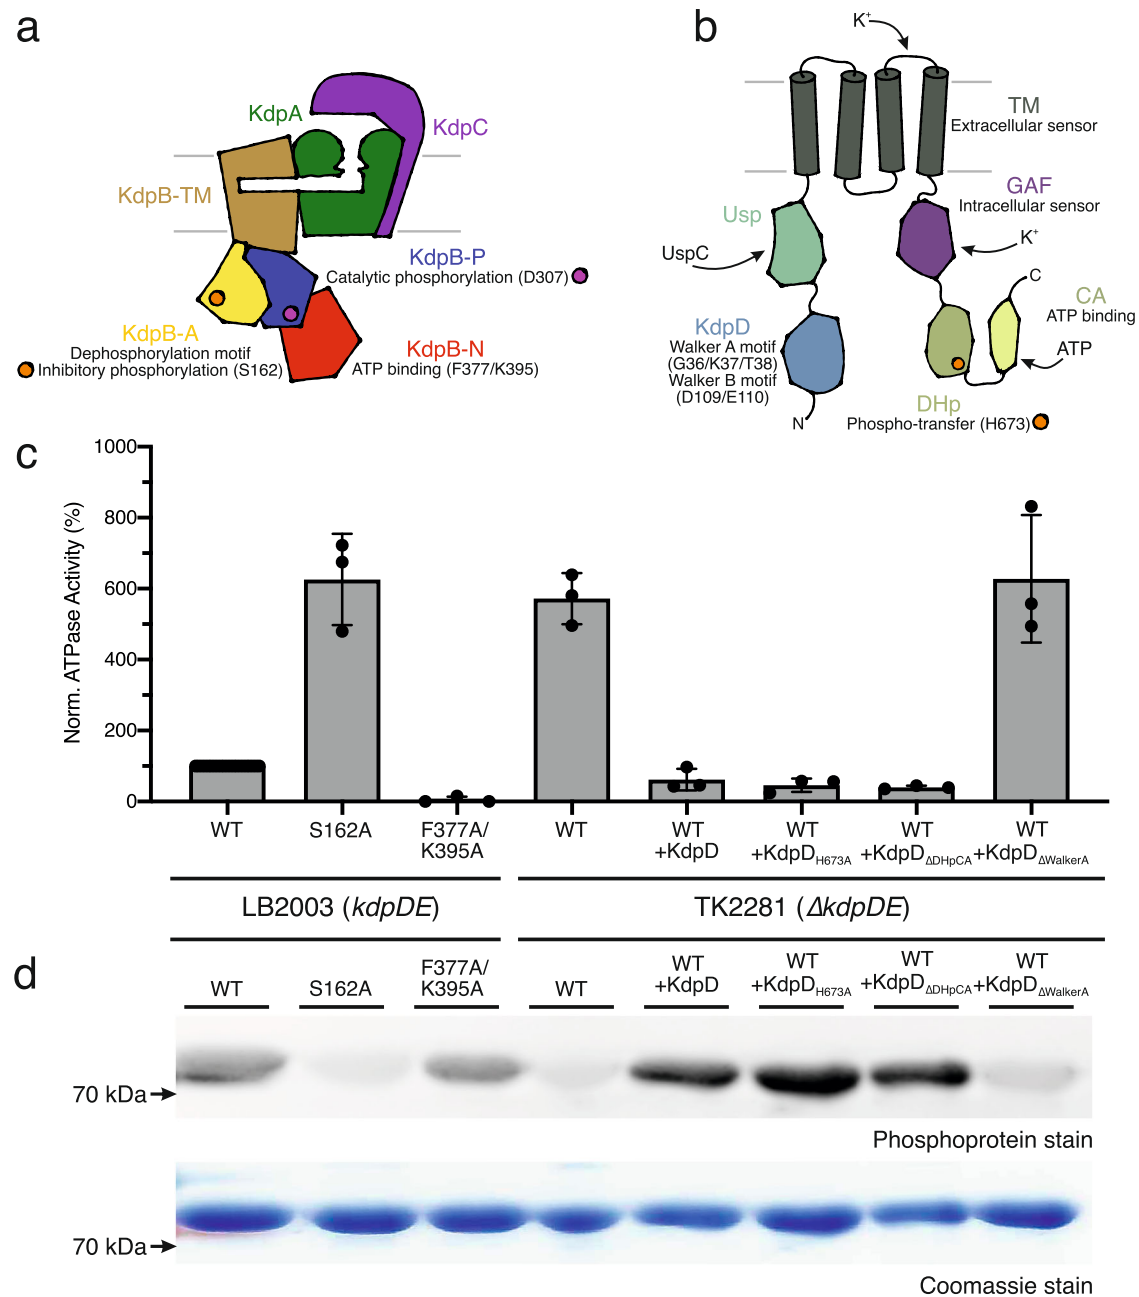 a
KdpA
KdpC
KdpB-TM
KdpB-P
Catalytic phosphorylation (D307)
KdpB-A
Dephosphorylation motif
Inhibitory phosphorylation (S162)
KdpB-N
ATP binding (F377/K395)
b
K+
TM
Extracellular sensor
GAF
Intracellular sensor
K+
Usp
UspC
KdpD
Walker A motif
(G36/K37/T38)
Walker B motif
(D109/E110)
N
C
CA
ATP binding
ATP
DHp
Phospho-transfer (H673)
c
Norm. ATPase Activity (%)
1000
800
600
400
200
0
WT
S162A
F377A/
K395A
WT
WT
+KdpD
WT
+KdpDH673A
WT
+KdpDΔDHpCA
WT
+KdpDΔWalkerA
LB2003 (kdpDE)
TK2281 (ΔkdpDE)
d
WT
S162A
F377A/
K395A
WT
WT
+KdpD
WT
+KdpDH673A
WT
+KdpDΔDHpCA
WT
+KdpDΔWalkerA
70 kDa
Phosphoprotein stain
70 kDa
Coomassie stain